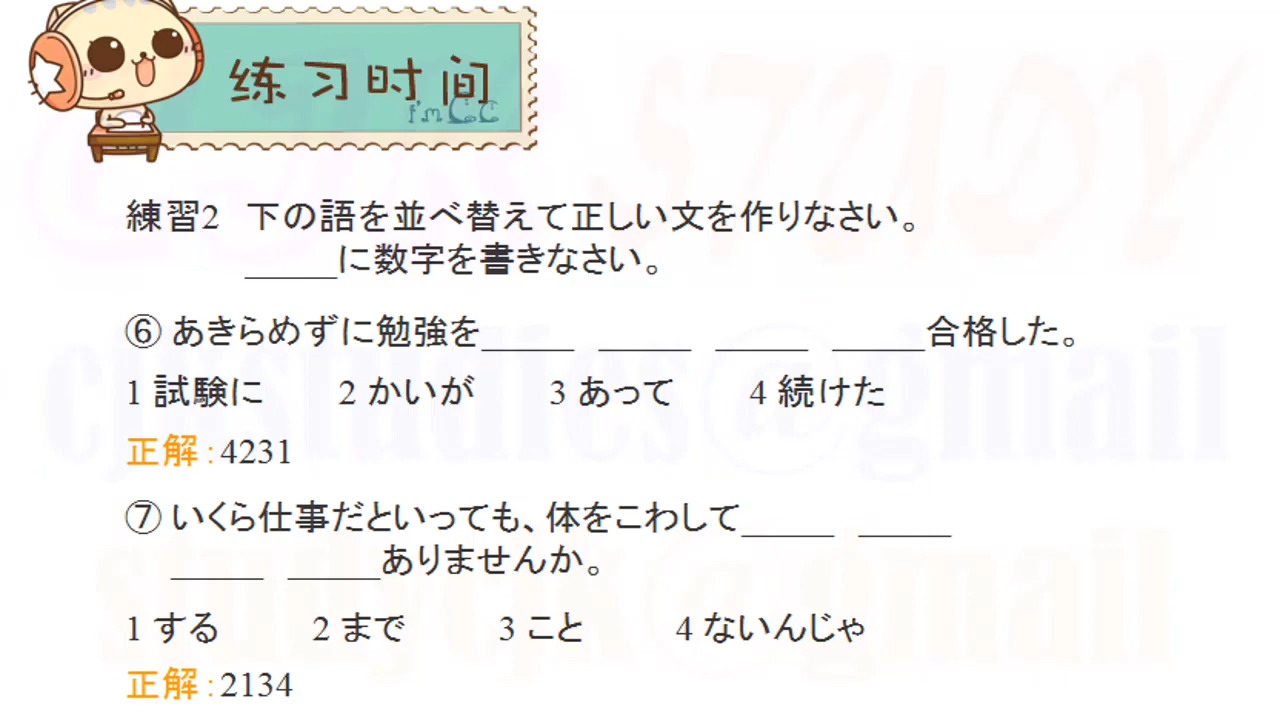 练习时间
I'm CC
練習2 下の語を並べ替えて正しい文を作りなさい。
_____に数字を書きなさい。
⑥ あきらめずに勉強を_____ _____ _____ _____合格した。
1 試験に 2 かいが 3 あって 4 続けた
正解:4231
⑦ いくら仕事だといっても、体をこわして_____ _____
_____ _____ありませんか。
1 する 2 まで 3 こと 4 ないんじゃ
正解:2134